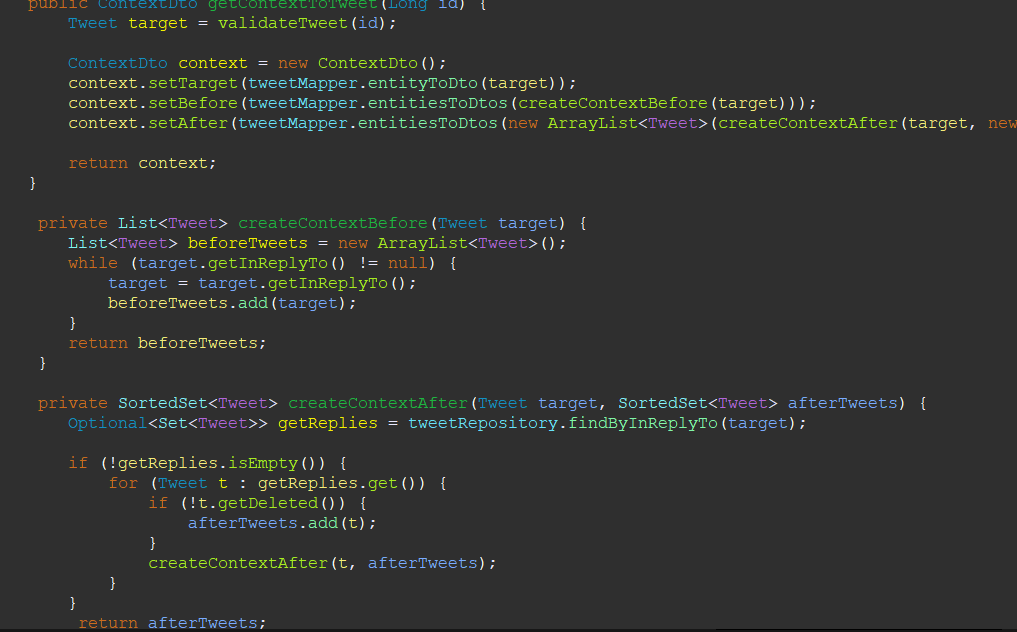 public ContextDto getContextToTweet(Long id) {
Tweet target = validateTweet(id);
ContextDto context = new ContextDto();
context.setTarget(tweetMapper.entityToDto(target));
context.setBefore(tweetMapper.entitiesToDtos(createContextBefore(target)));
context.setAfter(tweetMapper.entitiesToDtos(new ArrayList<Tweet>(createContextAfter(target, new
return context;
}
private List<Tweet> createContextBefore(Tweet target) {
List<Tweet> beforeTweets = new ArrayList<Tweet>();
while (target.getInReplyTo() != null) {
target = target.getInReplyTo();
beforeTweets.add(target);
}
return beforeTweets;
}
private SortedSet<Tweet> createContextAfter(Tweet target, SortedSet<Tweet> afterTweets) {
Optional<Set<Tweet>> getReplies = tweetRepository.findByInReplyTo(target);
if (!getReplies.isEmpty()) {
for (Tweet t : getReplies.get()) {
if (!t.getDeleted()) {
afterTweets.add(t);
}
createContextAfter(t, afterTweets);
}
}
return afterTweets;